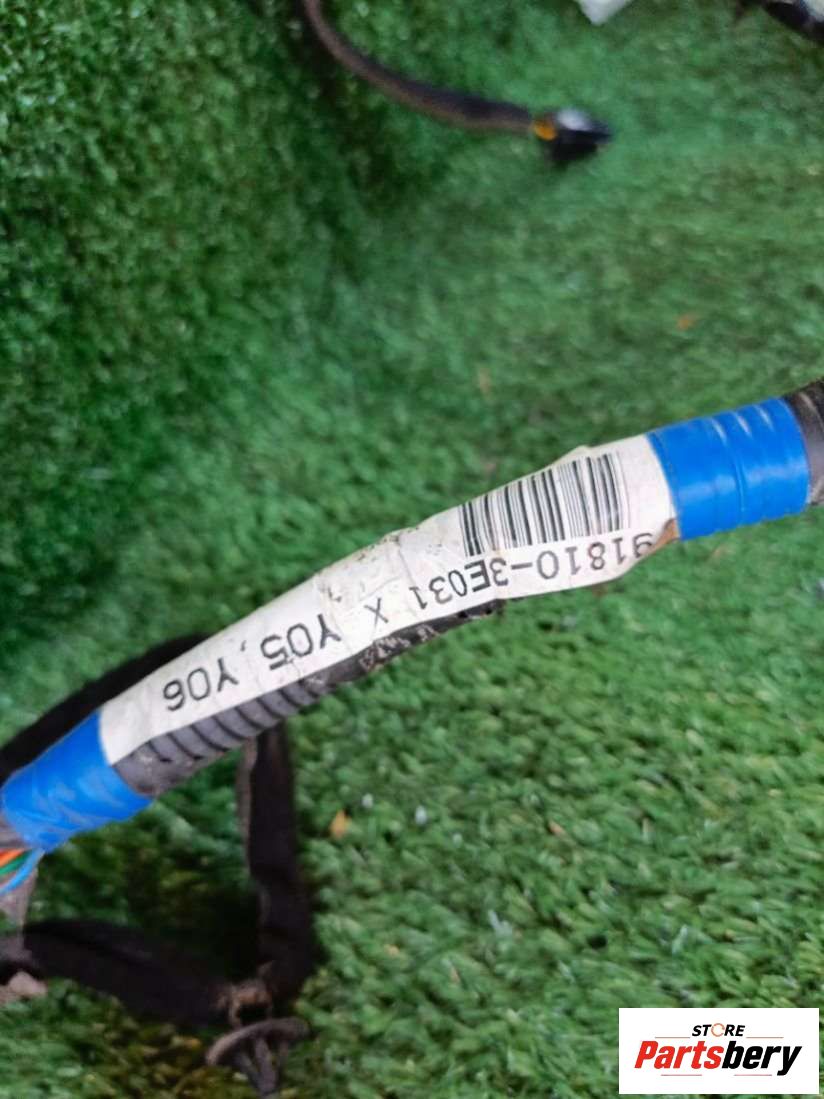 91810-3E031 X Y05, Y06
STORE
Partsbery